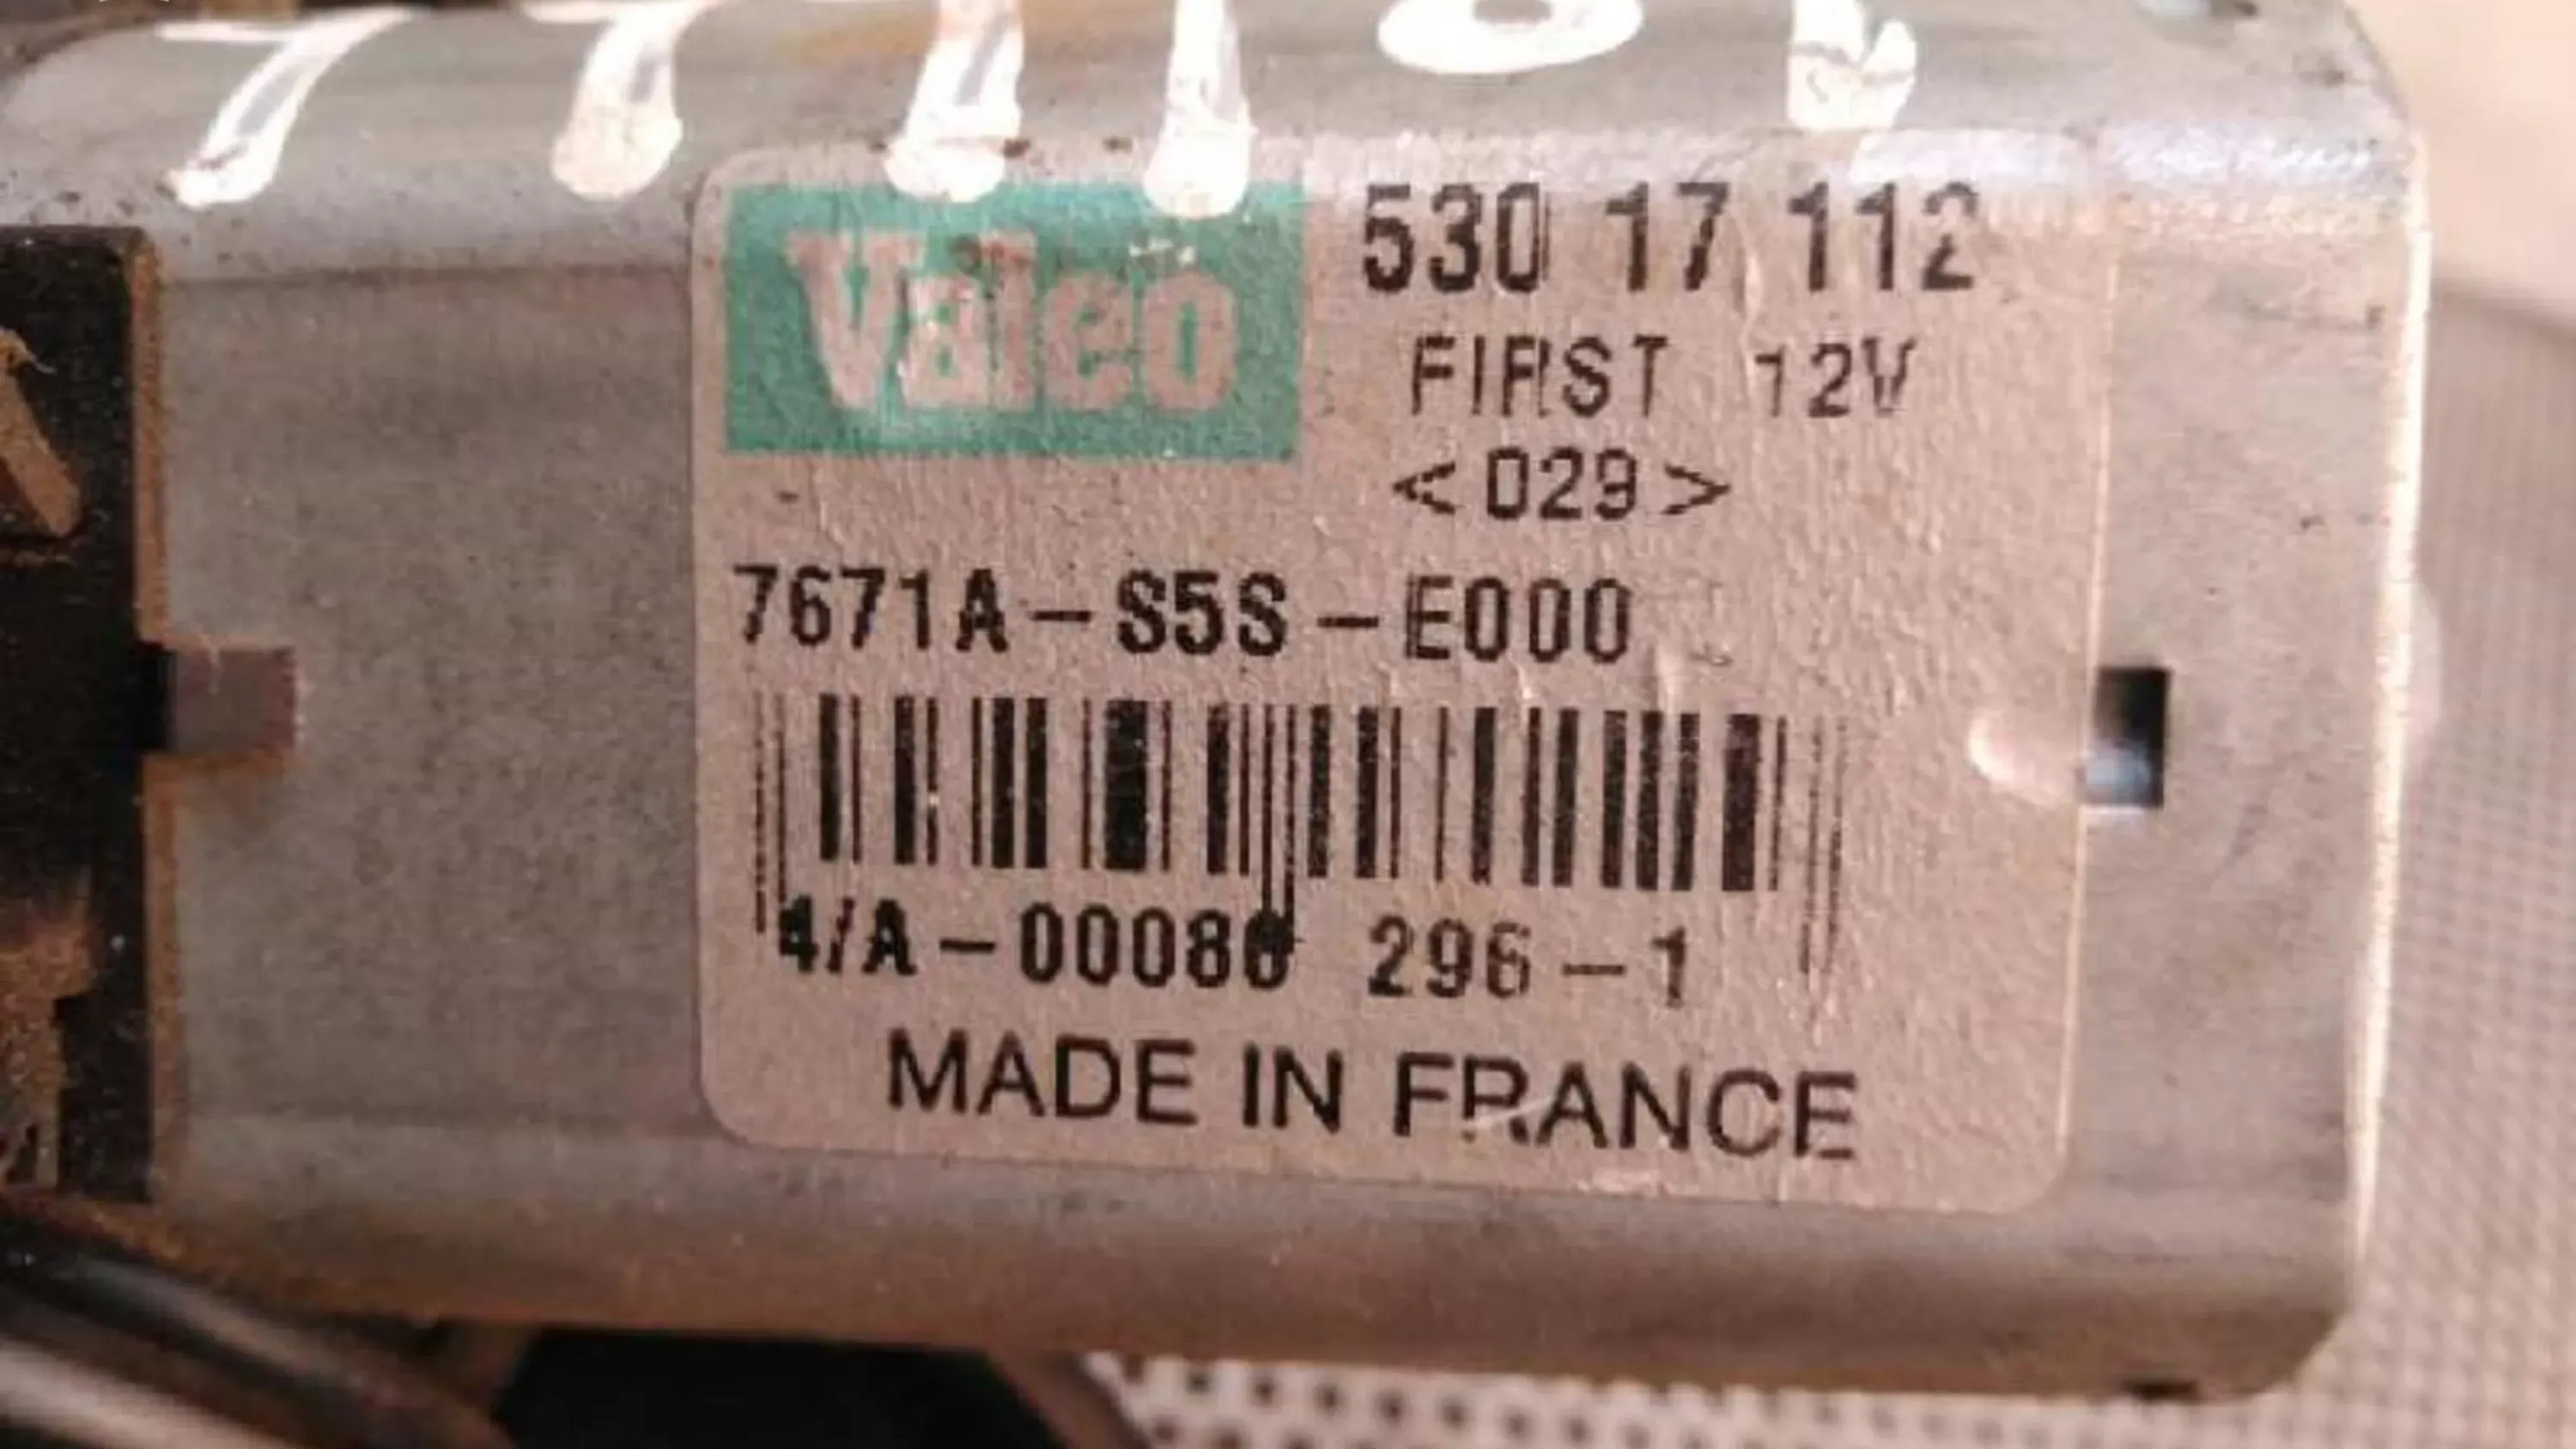 Valeo
530 17 112
FIRST 12V
<029>
7671A-S5S-E000
4/A-00080 296-1
MADE IN FRANCE